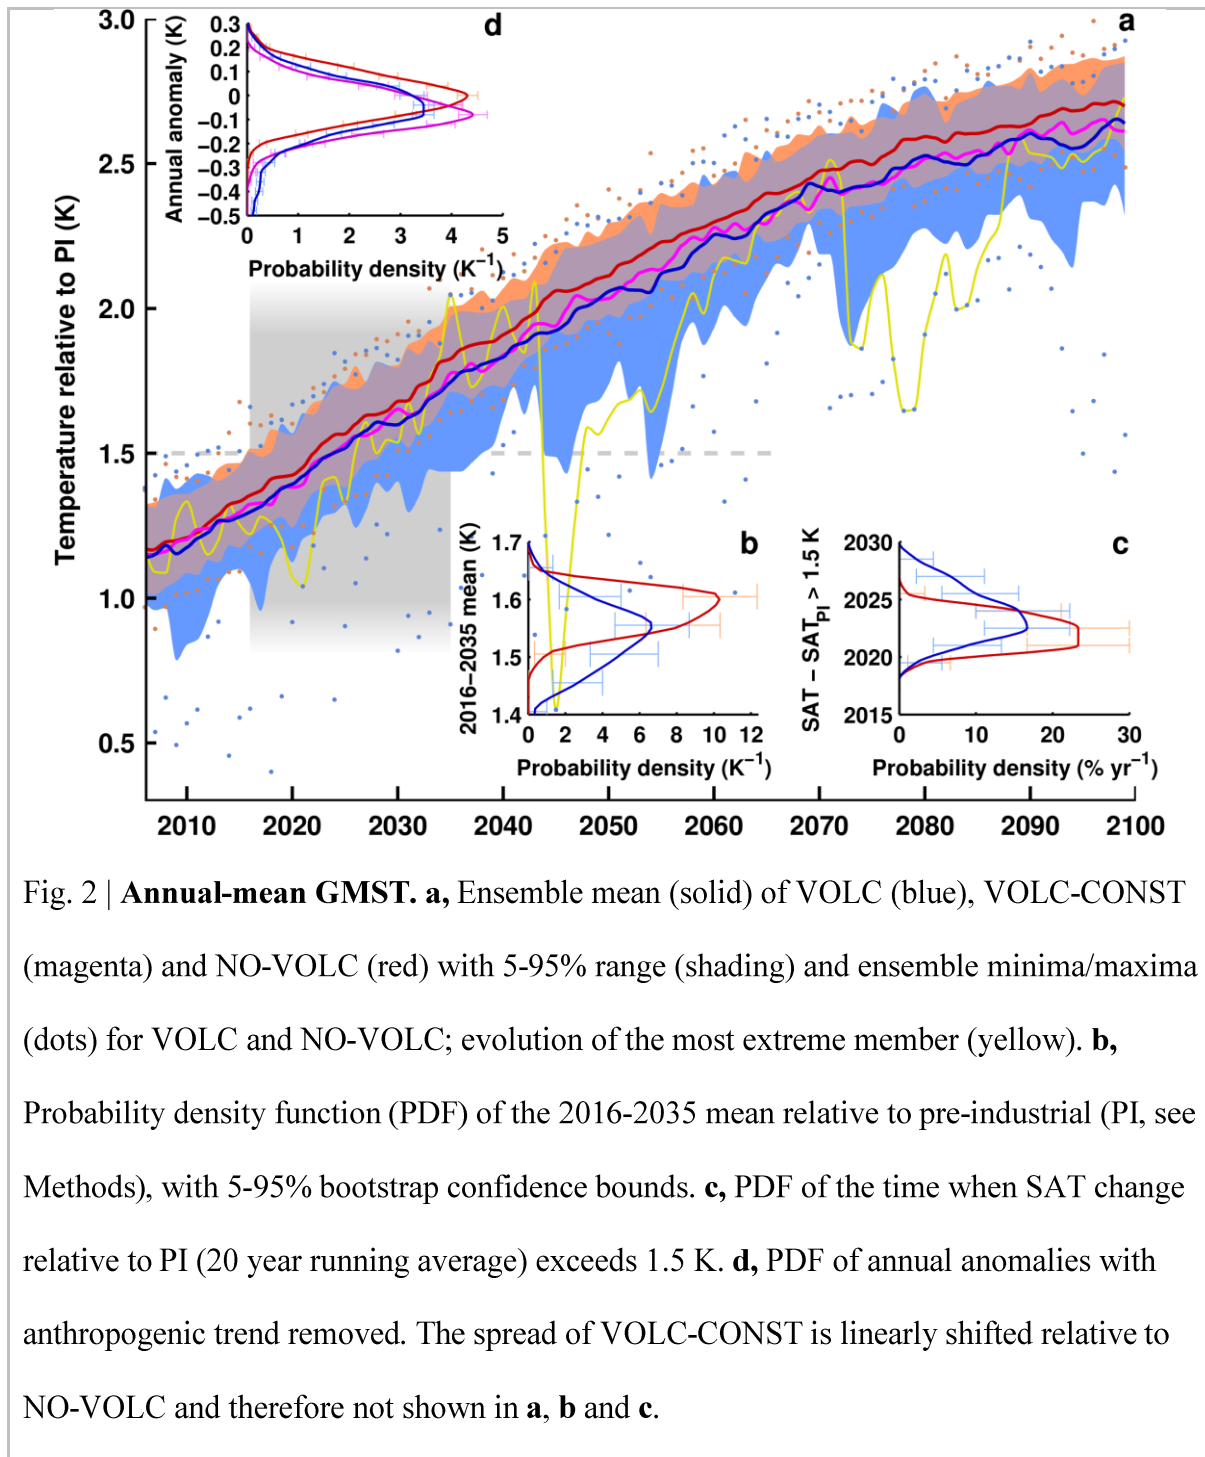 3.0
2.5
2.0
1.5
1.0
0.5
Temperature relative to PI (K)
a
2010 2020 2030 2040 2050 2060 2070 2080 2090 2100
d
0.3
0.2
0.1
0
−0.1
−0.2
−0.3
−0.4
−0.5
Annual anomaly (K)
0 1 2 3 4 5
Probability density (K⁻¹)
b
1.7
1.6
1.5
1.4
2016−2035 mean (K)
0 2 4 6 8 10 12
Probability density (K⁻¹)
c
2030
2025
2020
2015
SAT − SAT_PI > 1.5 K
0 10 20 30
Probability density (% yr⁻¹)
Fig. 2 | Annual-mean GMST. a, Ensemble mean (solid) of VOLC (blue), VOLC-CONST
(magenta) and NO-VOLC (red) with 5-95% range (shading) and ensemble minima/maxima
(dots) for VOLC and NO-VOLC; evolution of the most extreme member (yellow). b,
Probability density function (PDF) of the 2016-2035 mean relative to pre-industrial (PI, see
Methods), with 5-95% bootstrap confidence bounds. c, PDF of the time when SAT change
relative to PI (20 year running average) exceeds 1.5 K. d, PDF of annual anomalies with
anthropogenic trend removed. The spread of VOLC-CONST is linearly shifted relative to
NO-VOLC and therefore not shown in a, b and c.